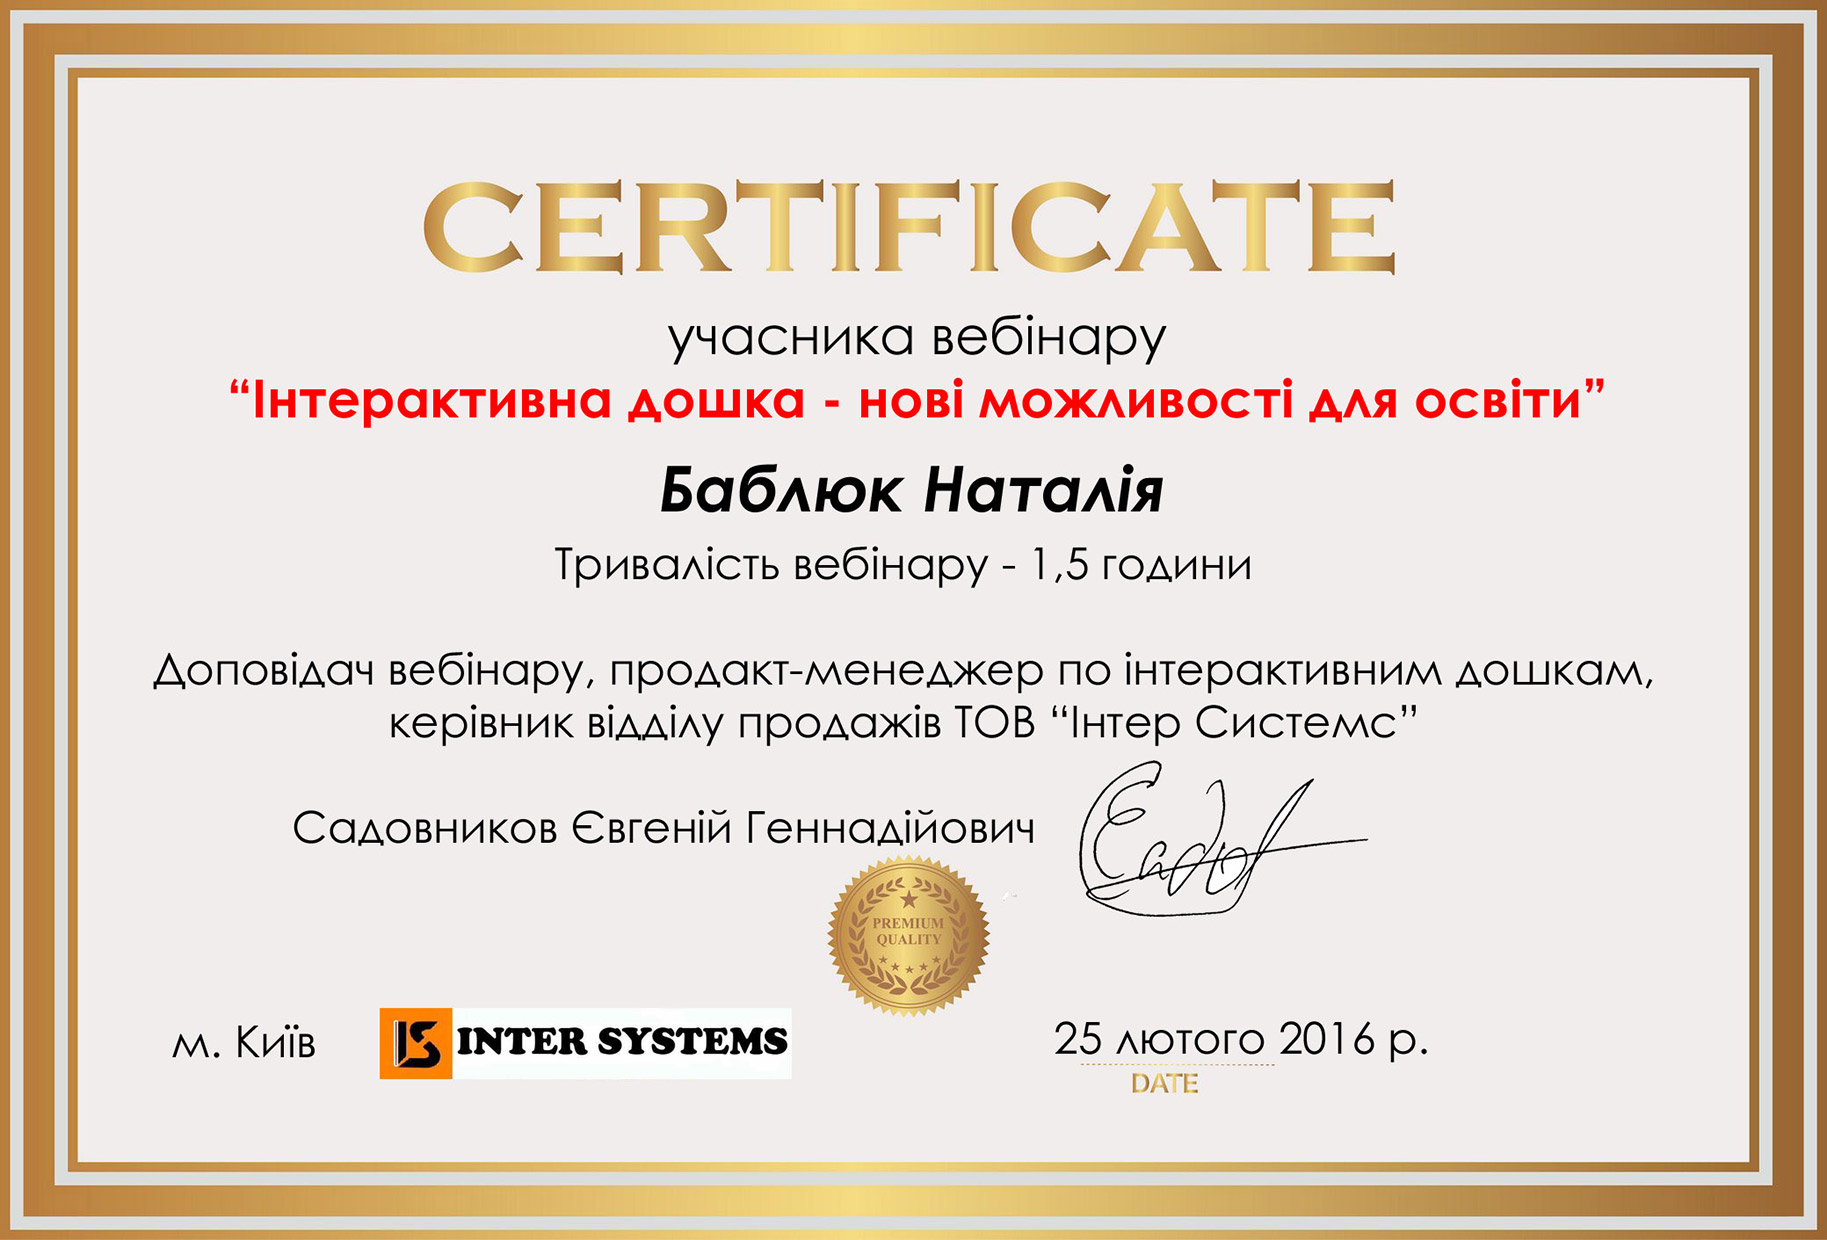 CERTIFICATE
учасника вебінару
“Інтерактивна дошка - нові можливості для освіти”
Баблюк Наталія
Тривалість вебінару - 1,5 години
Доповідач вебінару, продакт-менеджер по інтерактивним дошкам,
керівник відділу продажів ТОВ “Інтер Системс”
Садовников Євгеній Геннадійович
PREMIUM
QUALITY
м. Київ
IS INTER SYSTEMS
25 лютого 2016 р.
DATE